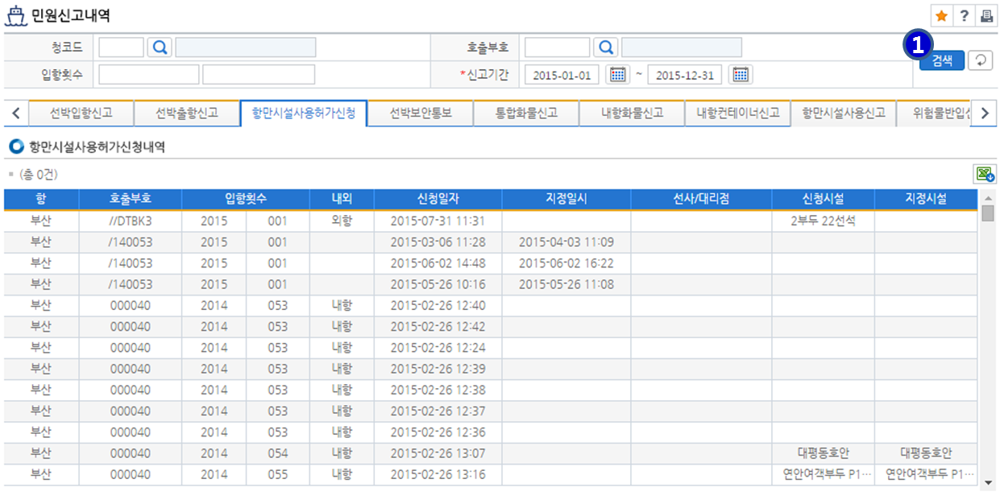 민원신고내역
?
청코드 호출부호
1
검색
입항횟수 *신고기간 2015-01-01 ~ 2015-12-31
선박입항신고 선박출항신고 항만시설사용허가신청 선박보안통보 통합화물신고 내항화물신고 내항컨테이너신고 항만시설사용신고 위험물반입신
항만시설사용허가신청내역
(총 0건)
항 호출부호 입항횟수 내외 신청일자 지정일시 선사/대리점 신청시설 지정시설
부산 //DTBK3 2015 001 외항 2015-07-31 11:31 2부두 22선석
부산 /140053 2015 001 2015-03-06 11:28 2015-04-03 11:09
부산 /140053 2015 001 2015-06-02 14:48 2015-06-02 16:22
부산 /140053 2015 001 2015-05-26 10:16 2015-05-26 11:08
부산 000040 2014 053 내항 2015-02-26 12:40
부산 000040 2014 053 내항 2015-02-26 12:42
부산 000040 2014 053 내항 2015-02-26 12:24
부산 000040 2014 053 내항 2015-02-26 12:39
부산 000040 2014 053 내항 2015-02-26 12:38
부산 000040 2014 053 내항 2015-02-26 12:37
부산 000040 2014 053 내항 2015-02-26 12:36
부산 000040 2014 054 내항 2015-02-26 13:07 대평동호안 대평동호안
부산 000040 2014 055 내항 2015-02-26 13:16 연안여객부두 P1… 연안여객부두 P1…